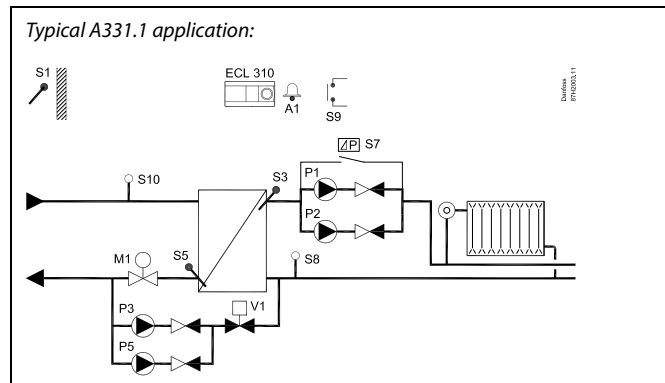 Typical A331.1 application:
S1
ECL 310
A1
S9
Danfoss
87H2003.11
⊿P S7
P1
S3
S10
P2
M1
S5
S8
V1
P3
P5